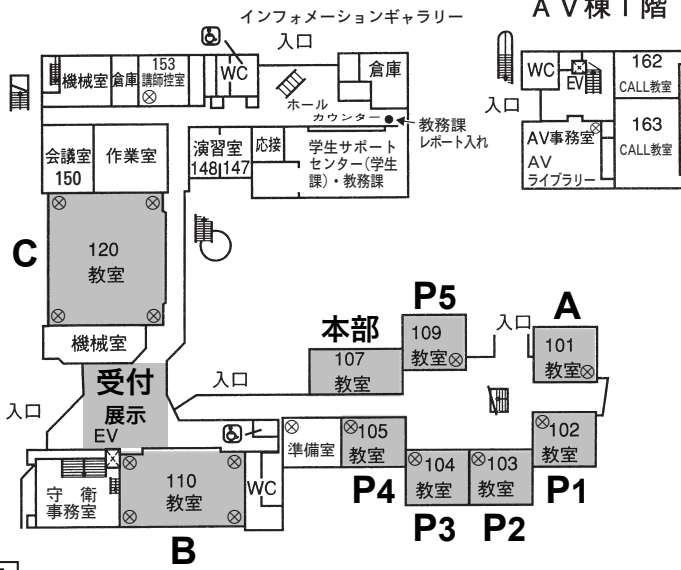 インフォメーションギャラリー
AV棟1階
入口
153
講師控室
機械室
倉庫
WC
ホール
倉庫
カウンター
教務課
レポート入れ
会議室
150
作業室
演習室
148 147
応接
学生サポート
センター(学生
課)・教務課
WC
EV
162
CALL教室
入口
163
CALL教室
AV事務室
AV
ライブラリー
C
120
教室
機械室
受付
展示
EV
入口
入口
本部
107
教室
P5
109
教室
入口
A
101
教室
準備室
105
教室
P4
104
教室
P3
103
教室
P2
102
教室
P1
守衛
事務室
110
教室
WC
B